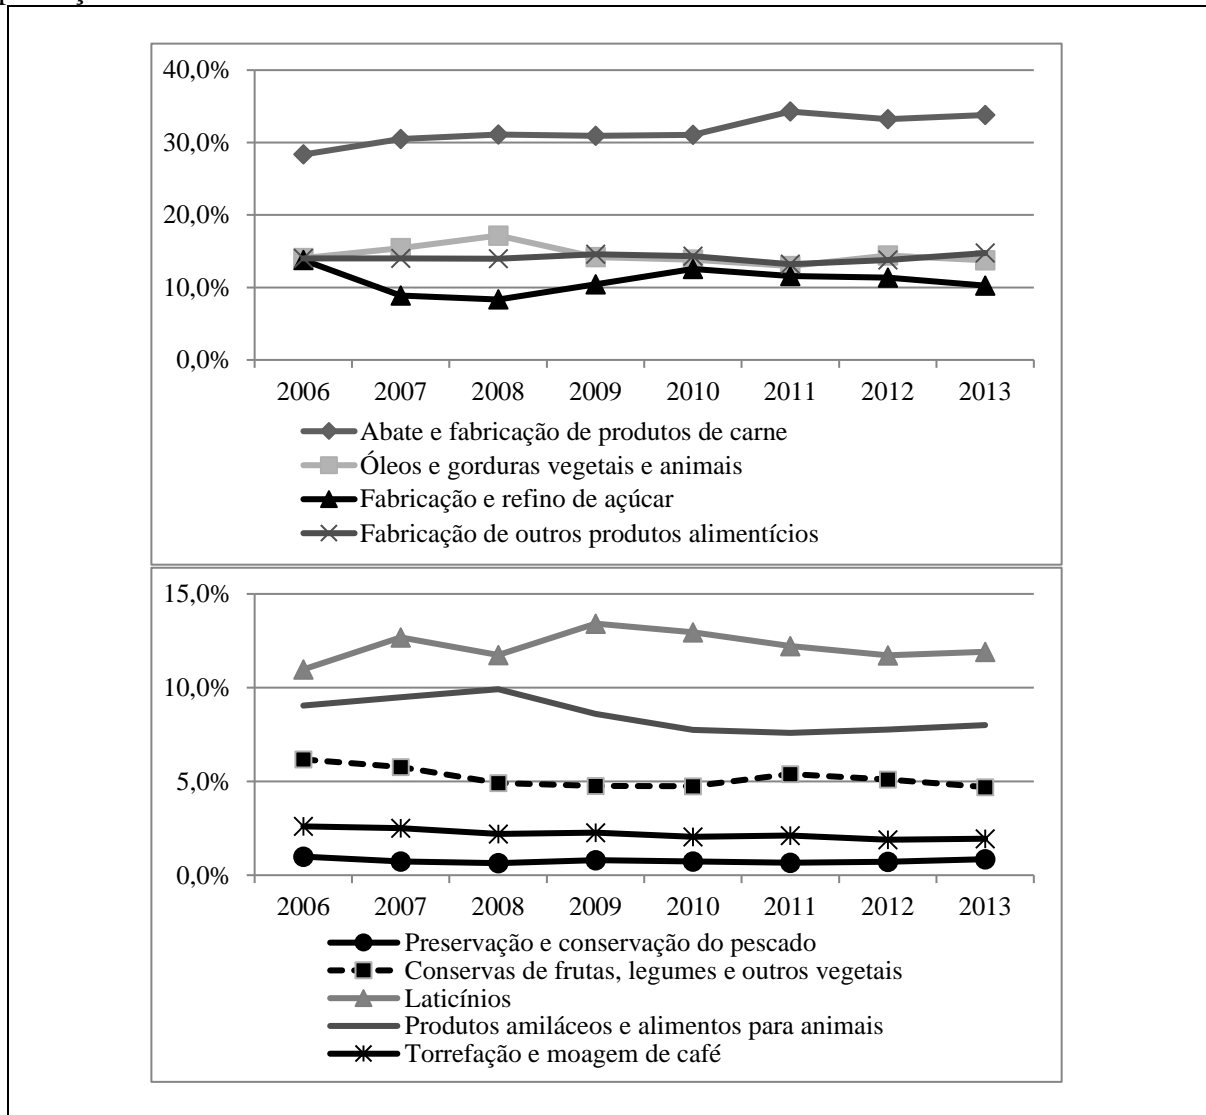 40,0%
30,0%
20,0%
10,0%
0,0%
2006 2007 2008 2009 2010 2011 2012 2013
Abate e fabricação de produtos de carne
Óleos e gorduras vegetais e animais
Fabricação e refino de açúcar
Fabricação de outros produtos alimentícios
15,0%
10,0%
5,0%
0,0%
2006 2007 2008 2009 2010 2011 2012 2013
Preservação e conservação do pescado
Conservas de frutas, legumes e outros vegetais
Laticínios
Produtos amiláceos e alimentos para animais
Torrefação e moagem de café